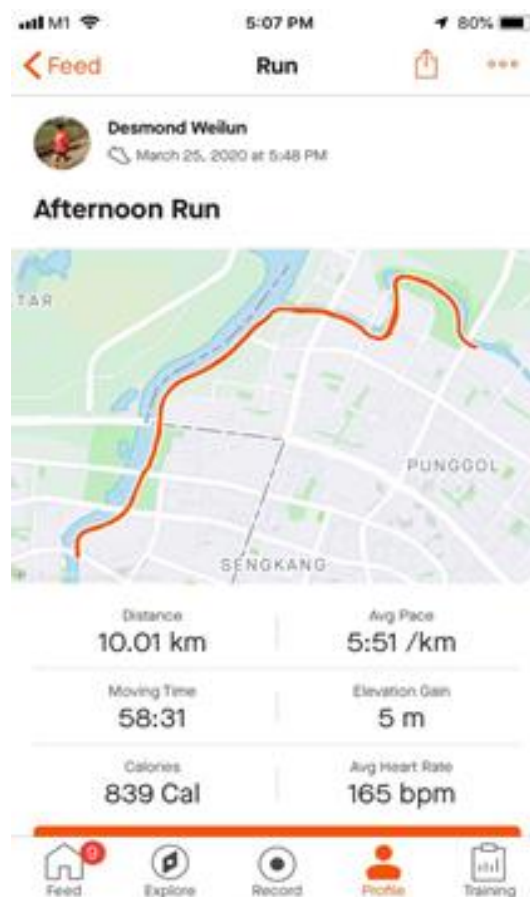 M1 5:07 PM 80%
Feed Run
Desmond Weilun
March 25, 2020 at 5:48 PM
Afternoon Run
TAR
PUNGGOL
SENGKANG
Distance Avg Pace
10.01 km 5:51 /km
Moving Time Elevation Gain
58:31 5 m
Calories Avg Heart Rate
839 Cal 165 bpm
9
Feed Explore Record Profile Training